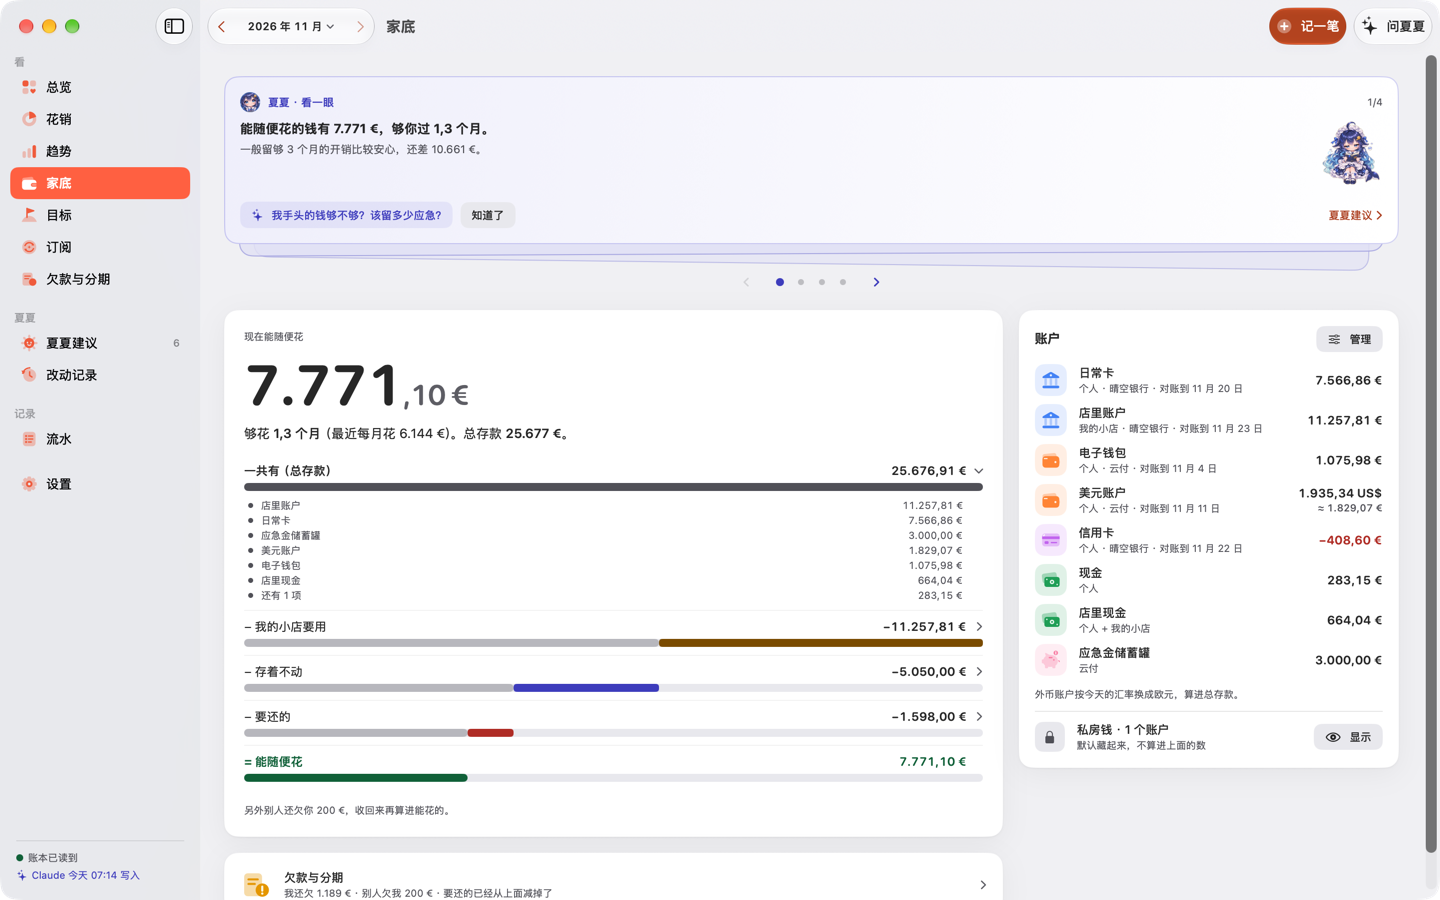 2026 年 11 月
家底
记一笔
问夏夏
看
总览
花销
趋势
家底
目标
订阅
欠款与分期
夏夏
夏夏建议 6
改动记录
记录
流水
设置
账本已读到
Claude 今天 07:14 写入
夏夏 · 看一眼
1/4
能随便花的钱有 7.771 €，够你过 1,3 个月。
一般留够 3 个月的开销比较安心，还差 10.661 €。
我手头的钱够不够？该留多少应急？
知道了
夏夏建议
现在能随便花
7.771,10 €
够花 1,3 个月（最近每月花 6.144 €）。总存款 25.677 €。
一共有（总存款） 25.676,91 €
店里账户 11.257,81 €
日常卡 7.566,86 €
应急金储蓄罐 3.000,00 €
美元账户 1.829,07 €
电子钱包 1.075,98 €
店里现金 664,04 €
还有 1 项 283,15 €
– 我的小店要用 −11.257,81 €
– 存着不动 −5.050,00 €
– 要还的 −1.598,00 €
= 能随便花 7.771,10 €
另外别人还欠你 200 €，收回来再算进能花的。
欠款与分期
我还欠 1.189 € · 别人欠我 200 € · 要还的已经从上面减掉了
账户
管理
日常卡
个人 · 晴空银行 · 对账到 11 月 20 日
7.566,86 €
店里账户
我的小店 · 晴空银行 · 对账到 11 月 23 日
11.257,81 €
电子钱包
个人 · 云付 · 对账到 11 月 4 日
1.075,98 €
美元账户
个人 · 云付 · 对账到 11 月 11 日
1.935,34 US$
≈ 1.829,07 €
信用卡
个人 · 晴空银行 · 对账到 11 月 22 日
−408,60 €
现金
个人
283,15 €
店里现金
个人 + 我的小店
664,04 €
应急金储蓄罐
云付
3.000,00 €
外币账户按今天的汇率换成欧元，算进总存款。
私房钱 · 1 个账户
默认藏起来，不算进上面的数
显示